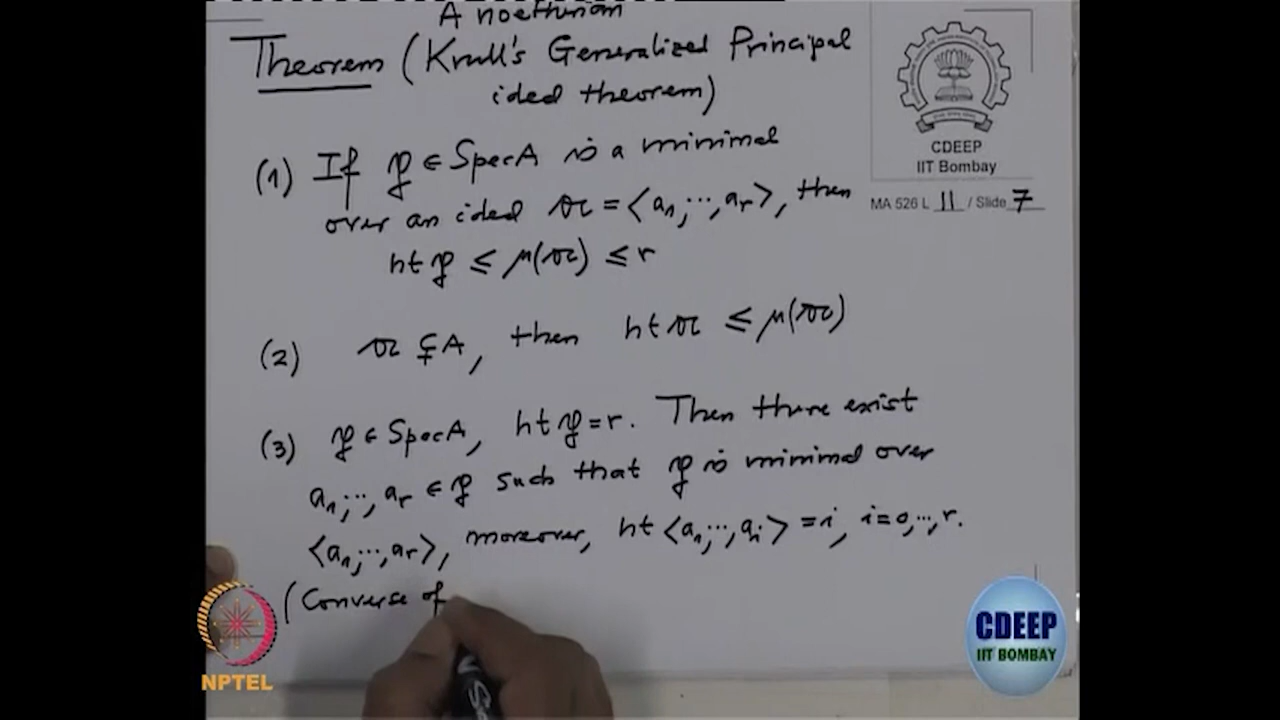 A noetherian
Theorem (Krull's Generalized Principal
ideal theorem)
(1) If 𝔭 ∈ Spec A is a minimal
over an ideal 𝔞 = ⟨a₁,⋯,aᵣ⟩, then
ht 𝔭 ≤ μ(𝔞) ≤ r
(2) 𝔞 ⊊ A, then ht 𝔞 ≤ μ(𝔞)
(3) 𝔭 ∈ Spec A, ht 𝔭 = r. Then there exist
a₁,⋯,aᵣ ∈ 𝔭 such that 𝔭 is minimal over
⟨a₁,⋯,aᵣ⟩, moreover, ht ⟨a₁,⋯,aᵢ⟩ = i, i=0,⋯,r.
(Converse of
CDEEP
IIT Bombay
MA 526 L 11 / Slide 7
NPTEL
CDEEP
IIT BOMBAY